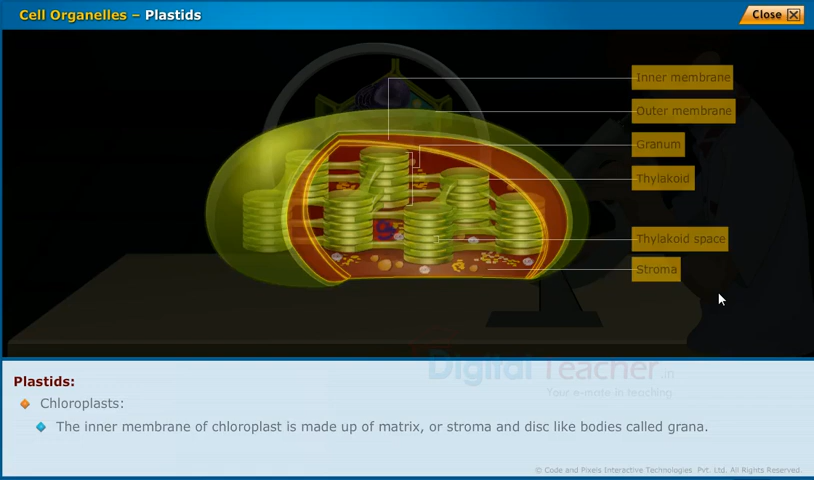 Cell Organelles – Plastids
Close
Inner membrane
Outer membrane
Granum
Thylakoid
Thylakoid space
Stroma
Digital Teacher.in
Your e-mate in teaching
Plastids:
Chloroplasts:
The inner membrane of chloroplast is made up of matrix, or stroma and disc like bodies called grana.
© Code and Pixels Interactive Technologies Pvt. Ltd. All Rights Reserved.